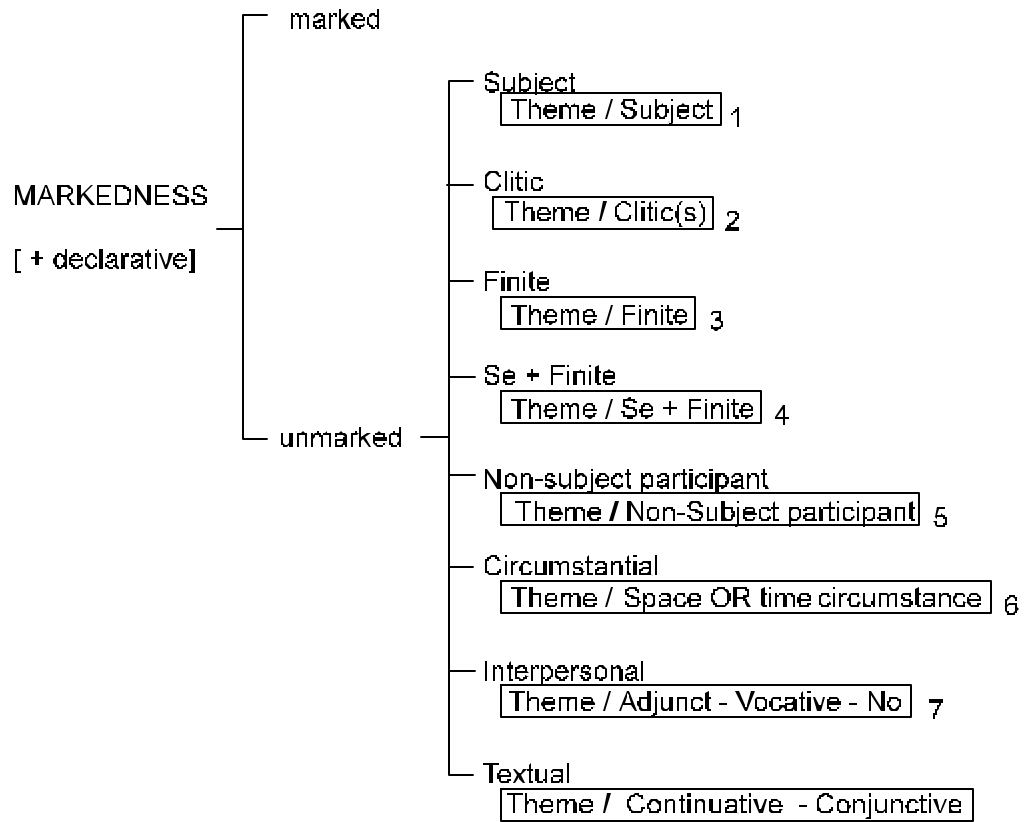 marked
Subject
Theme / Subject 1
MARKEDNESS
Clitic
Theme / Clitic(s) 2
[ + declarative]
Finite
Theme / Finite 3
Se + Finite
Theme / Se + Finite 4
unmarked
Non-subject participant
Theme / Non-Subject participant 5
Circumstantial
Theme / Space OR time circumstance 6
Interpersonal
Theme / Adjunct - Vocative - No 7
Textual
Theme / Continuative - Conjunctive